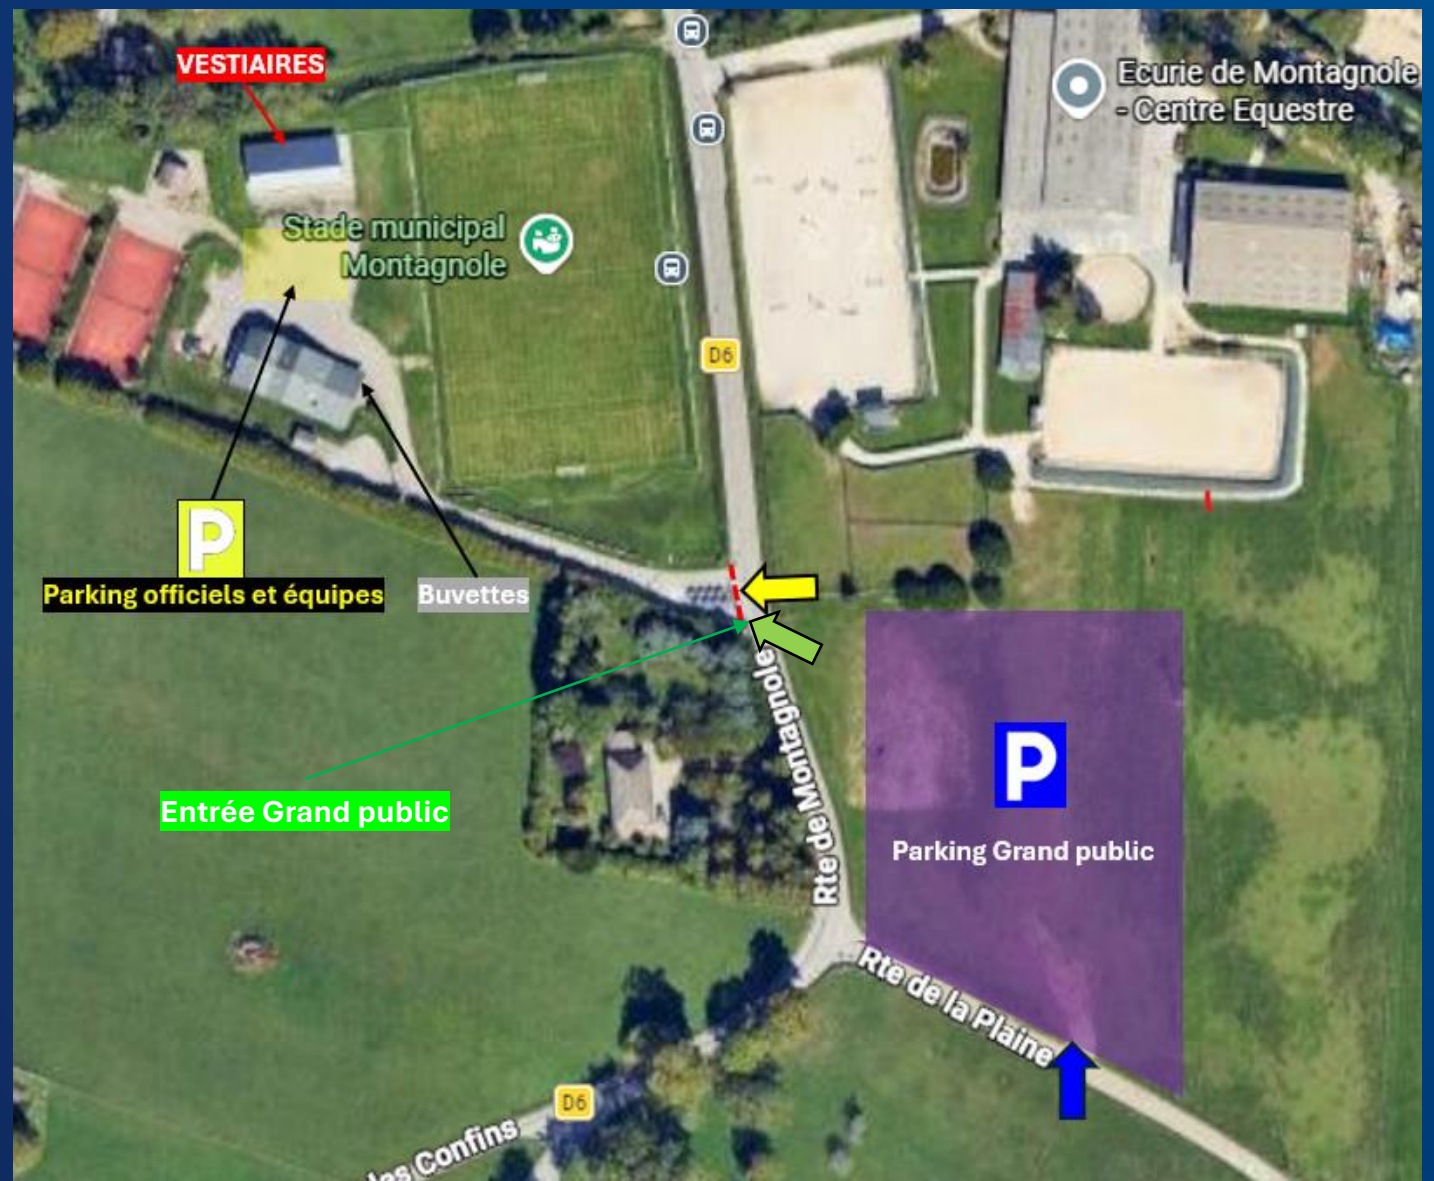 VESTIAIRES
Ecurie de Montagnole
- Centre Equestre
Stade municipal
Montagnole
D6
P
Parking officiels et équipes
Buvettes
Rte de Montagnole
Entrée Grand public
P
Parking Grand public
Rte de la Plaine
D6
les Confins